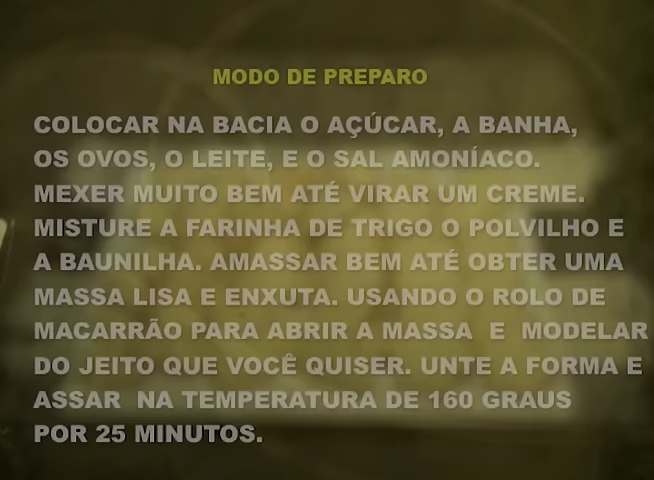 MODO DE PREPARO
COLOCAR NA BACIA O AÇÚCAR, A BANHA,
OS OVOS, O LEITE, E O SAL AMONÍACO.
MEXER MUITO BEM ATÉ VIRAR UM CREME.
MISTURE A FARINHA DE TRIGO O POLVILHO E
A BAUNILHA. AMASSAR BEM ATÉ OBTER UMA
MASSA LISA E ENXUTA. USANDO O ROLO DE
MACARRÃO PARA ABRIR A MASSA E MODELAR
DO JEITO QUE VOCÊ QUISER. UNTE A FORMA E
ASSAR NA TEMPERATURA DE 160 GRAUS
POR 25 MINUTOS.